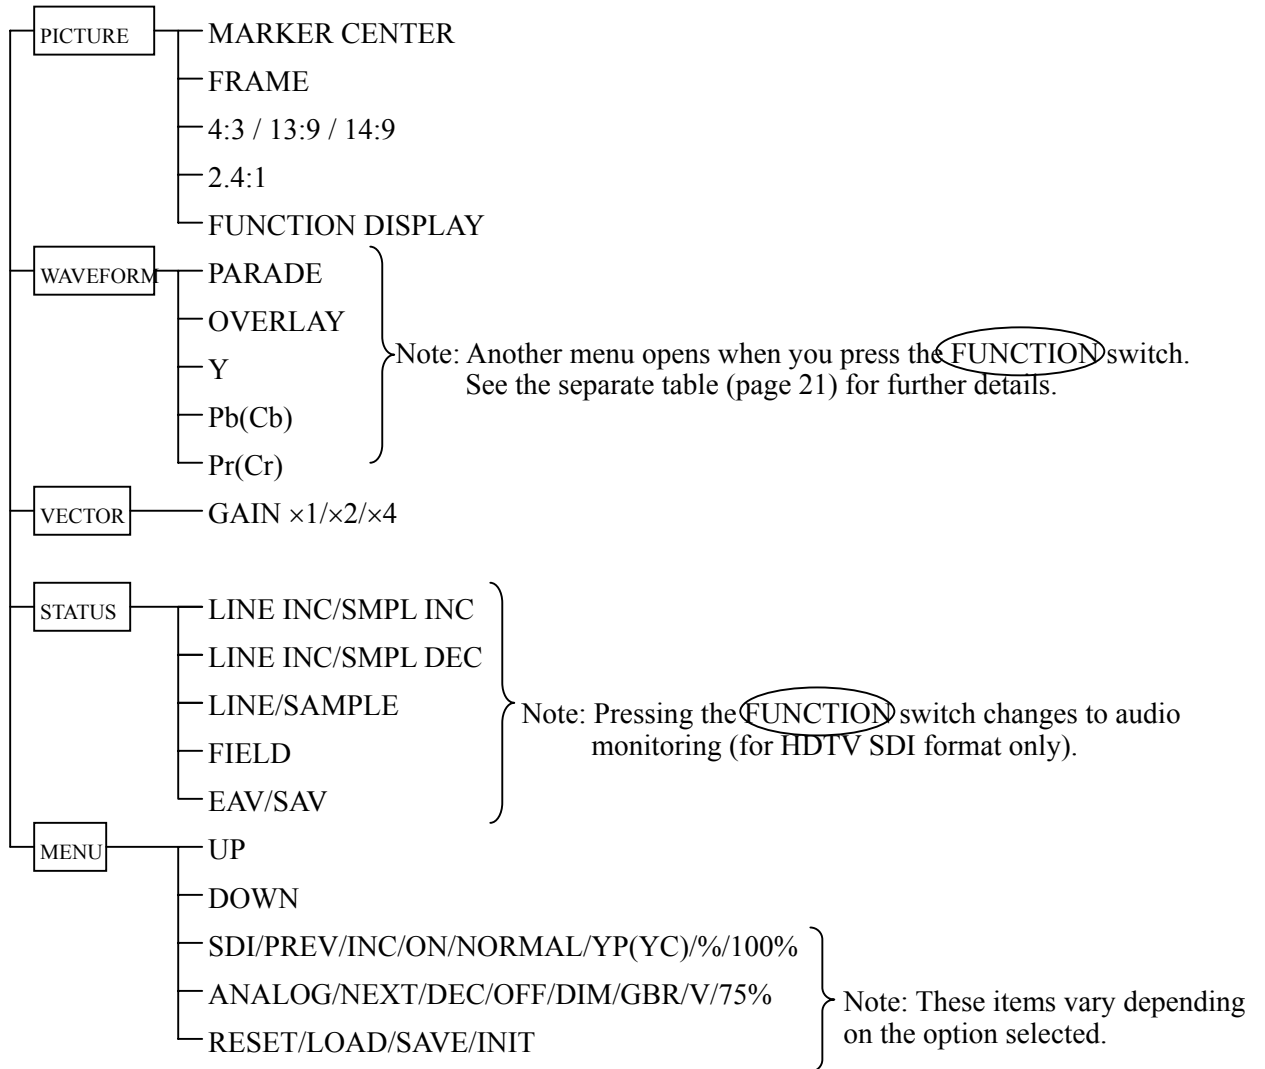 PICTURE
MARKER CENTER
FRAME
4:3 / 13:9 / 14:9
2.4:1
FUNCTION DISPLAY
WAVEFORM
PARADE
OVERLAY
Y
Pb(Cb)
Pr(Cr)
Note: Another menu opens when you press the FUNCTION switch.
See the separate table (page 21) for further details.
VECTOR
GAIN ×1/×2/×4
STATUS
LINE INC/SMPL INC
LINE INC/SMPL DEC
LINE/SAMPLE
FIELD
EAV/SAV
Note: Pressing the FUNCTION switch changes to audio
monitoring (for HDTV SDI format only).
MENU
UP
DOWN
SDI/PREV/INC/ON/NORMAL/YP(YC)/%/100%
ANALOG/NEXT/DEC/OFF/DIM/GBR/V/75%
RESET/LOAD/SAVE/INIT
Note: These items vary depending
on the option selected.